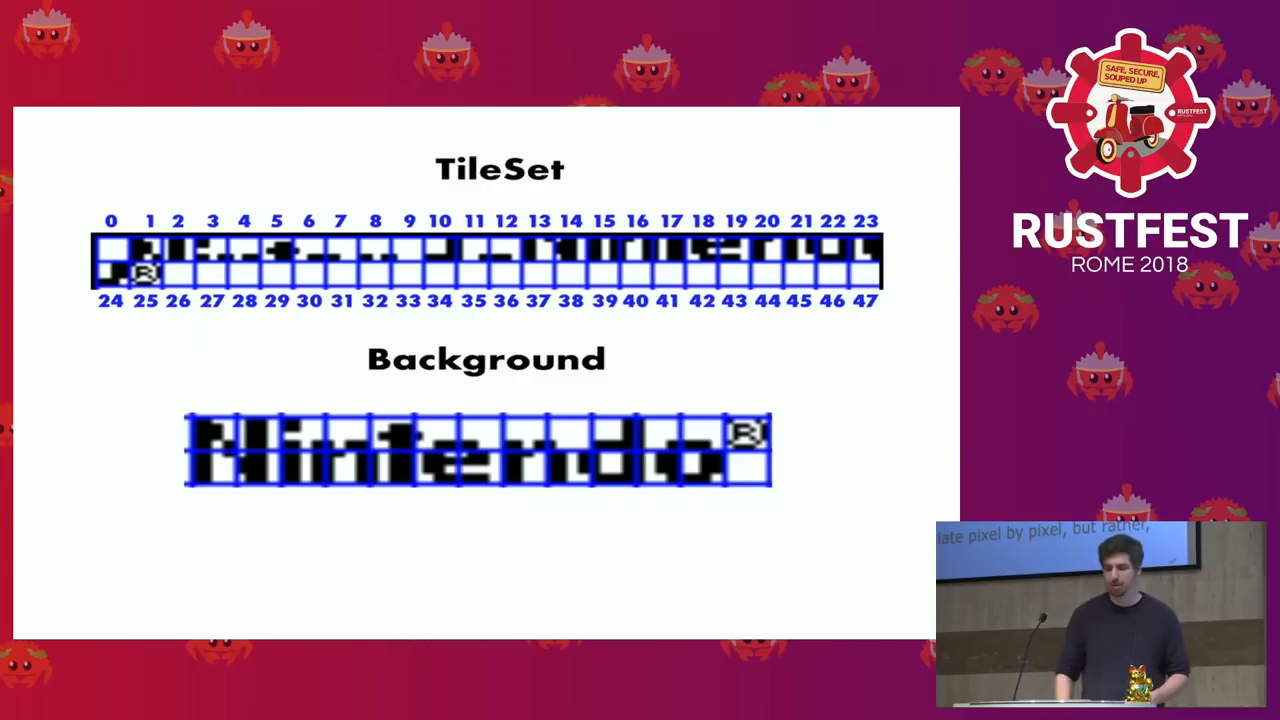 SAFE, SECURE,
SOUPED UP
RUSTFEST
RUSTFEST
ROME 2018
TileSet
0 1 2 3 4 5 6 7 8 9 10 11 12 13 14 15 16 17 18 19 20 21 22 23
®
24 25 26 27 28 29 30 31 32 33 34 35 36 37 38 39 40 41 42 43 44 45 46 47
Background
Nintendo®
late pixel by pixel, but rather,